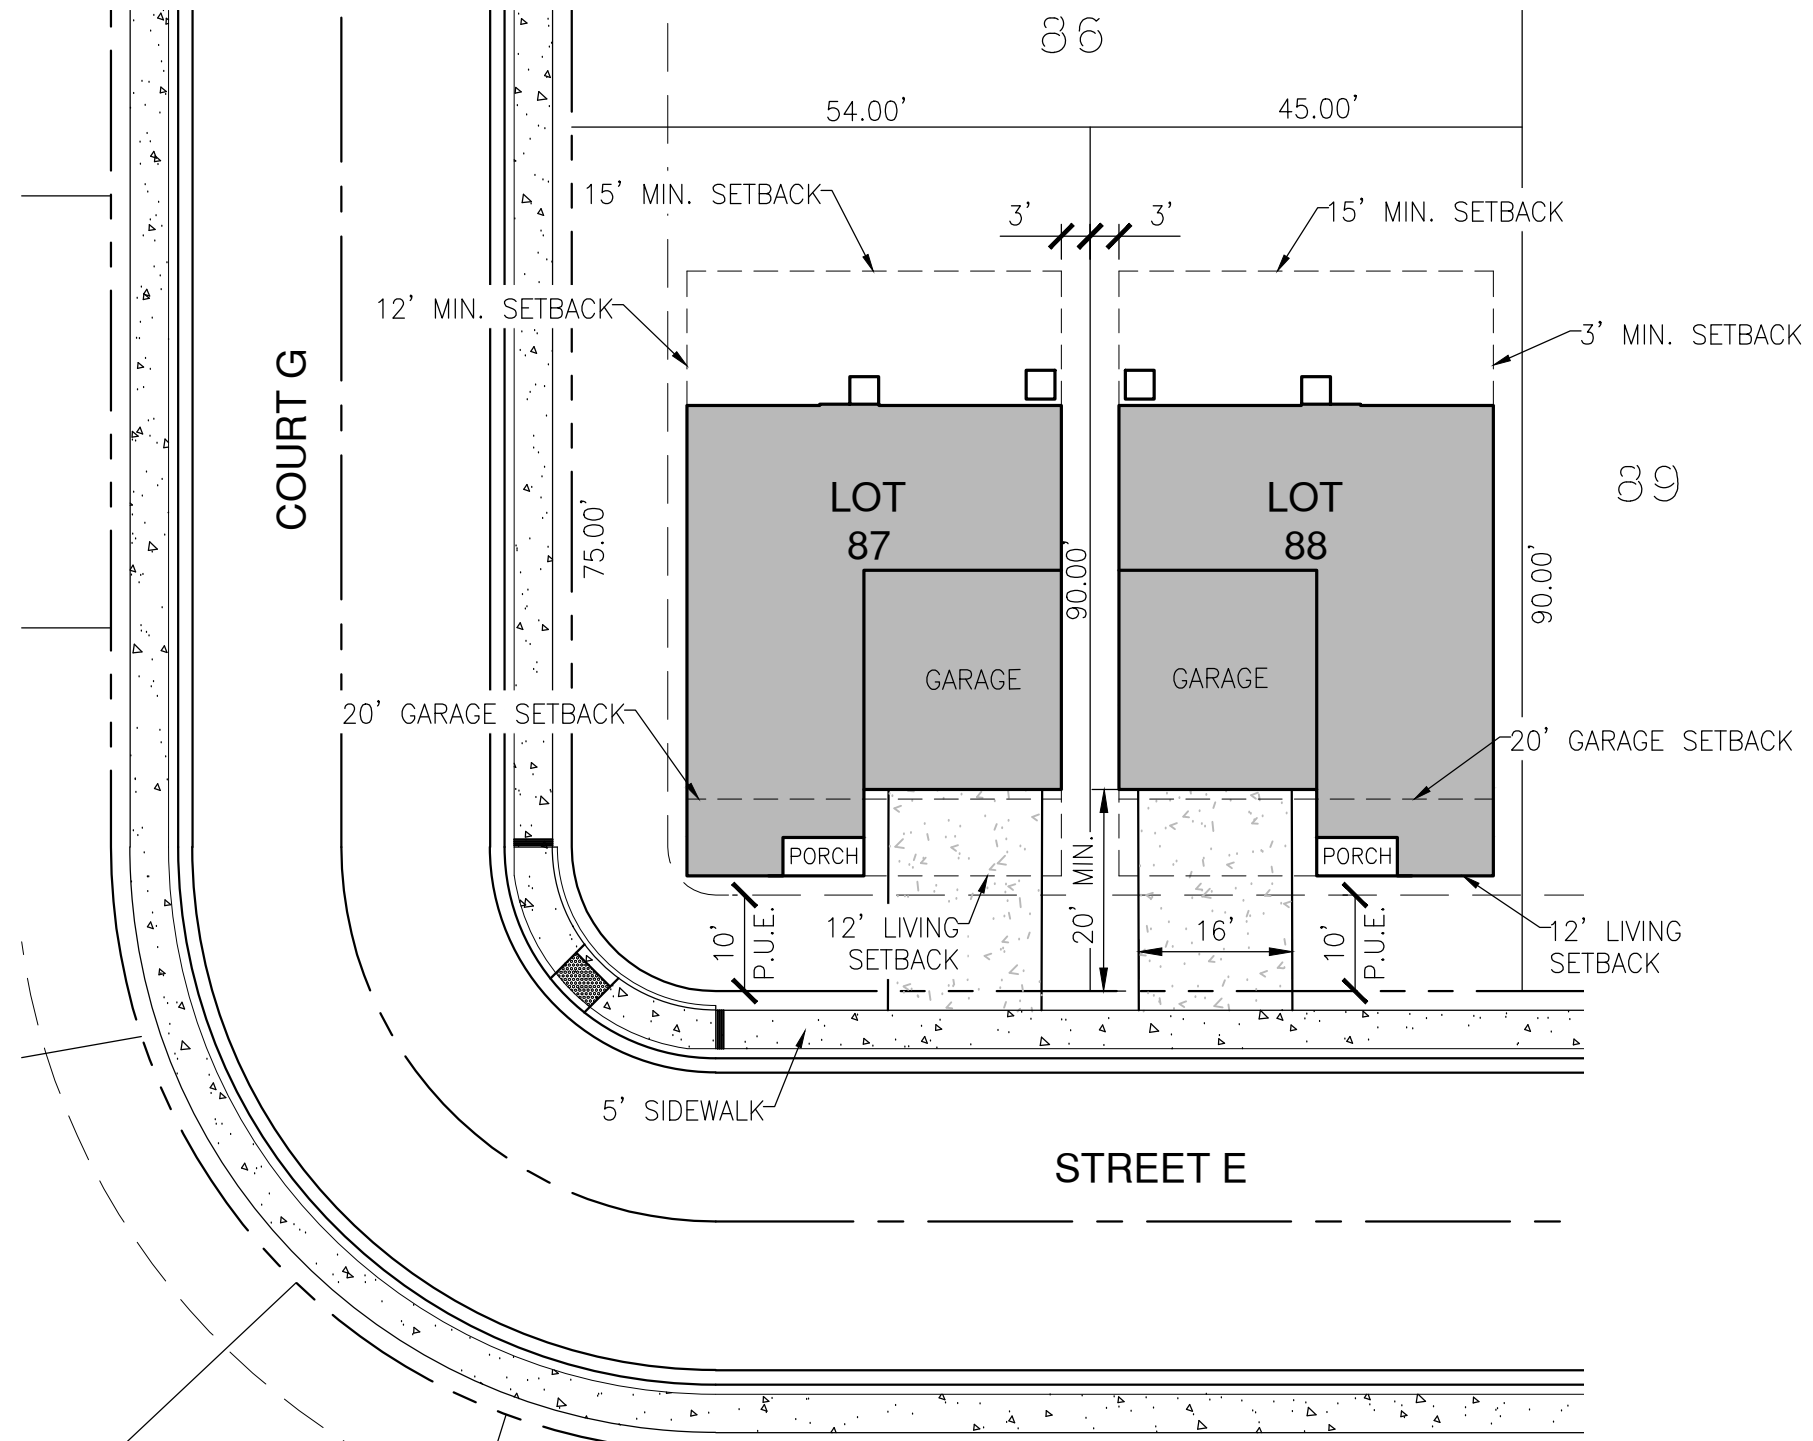 86
54.00'
45.00'
15' MIN. SETBACK
3'
3'
15' MIN. SETBACK
12' MIN. SETBACK
3' MIN. SETBACK
COURT G
75.00'
LOT
87
LOT
88
89
90.00'
90.00'
GARAGE
GARAGE
20' GARAGE SETBACK
20' GARAGE SETBACK
PORCH
PORCH
20' MIN.
10'
P.U.E.
12' LIVING
SETBACK
16'
10'
P.U.E.
12' LIVING
SETBACK
5' SIDEWALK
STREET E